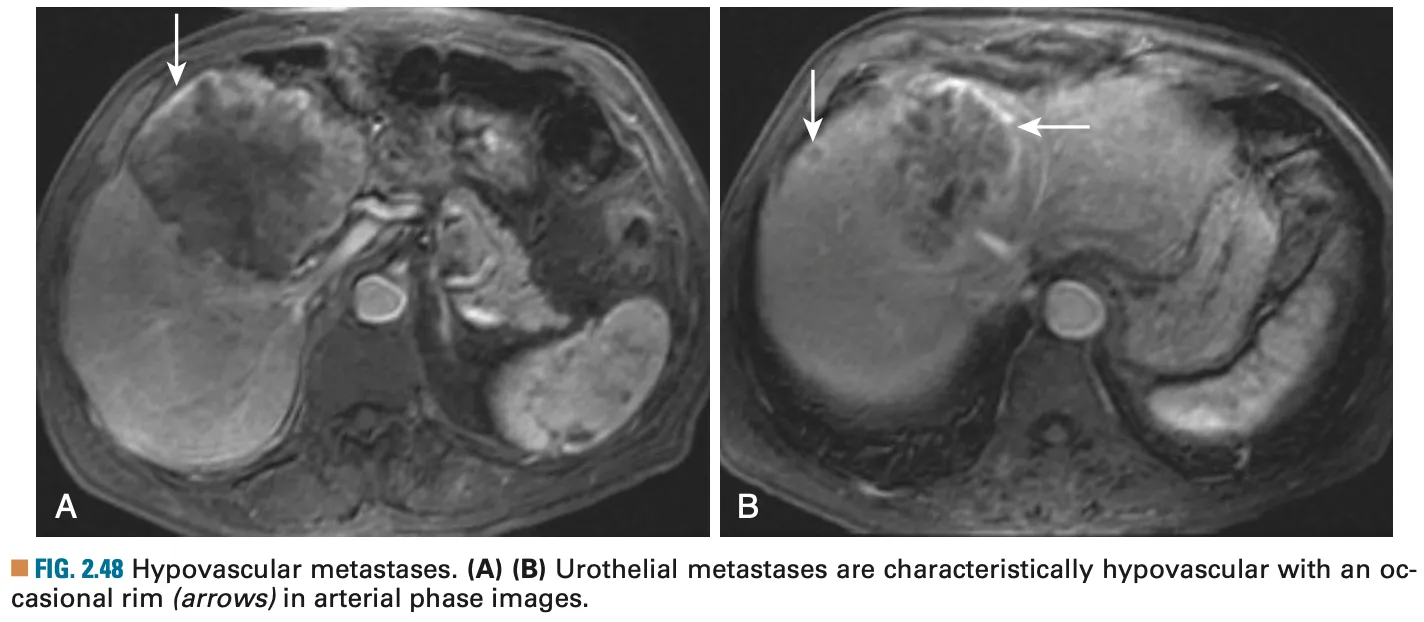 A
B
FIG. 2.48 Hypovascular metastases. (A) (B) Urothelial metastases are characteristically hypovascular with an oc-
casional rim (arrows) in arterial phase images.